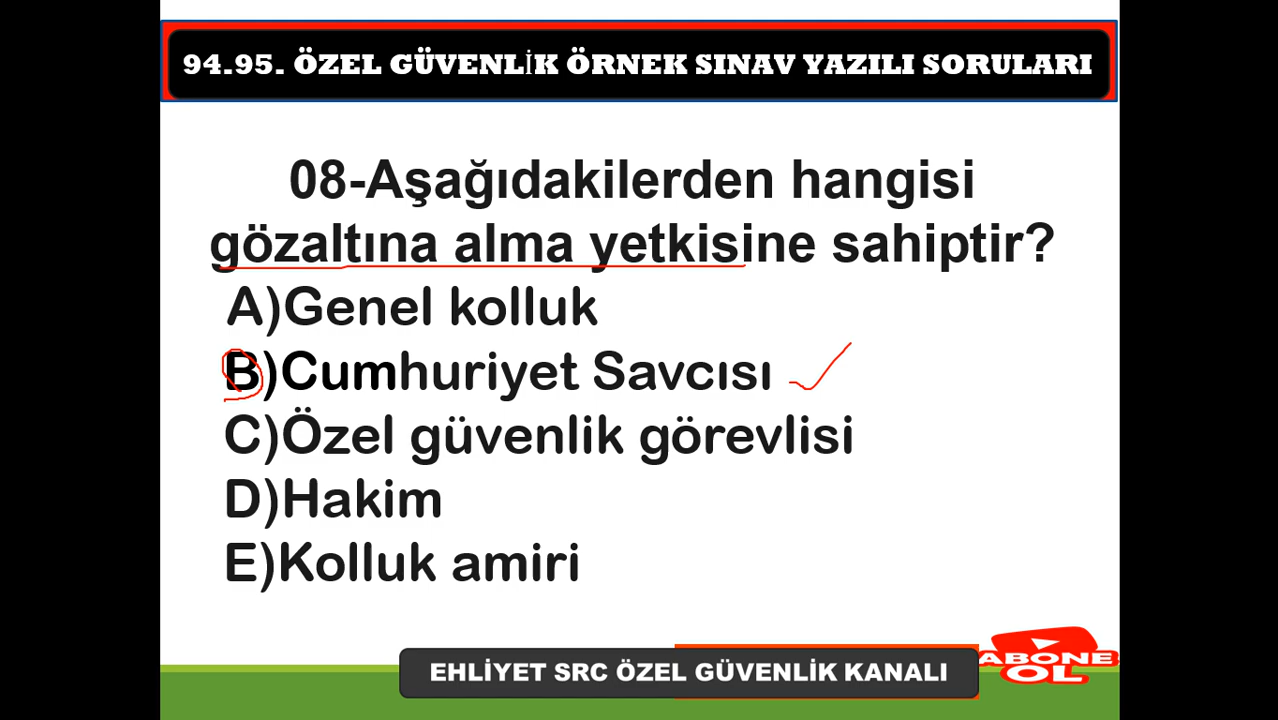 94.95. ÖZEL GÜVENLİK ÖRNEK SINAV YAZILI SORULARI
08-Aşağıdakilerden hangisi
gözaltına alma yetkisine sahiptir?
A)Genel kolluk
B)Cumhuriyet Savcısı
C)Özel güvenlik görevlisi
D)Hakim
E)Kolluk amiri
EHLİYET SRC ÖZEL GÜVENLİK KANALI
ABONE
OL